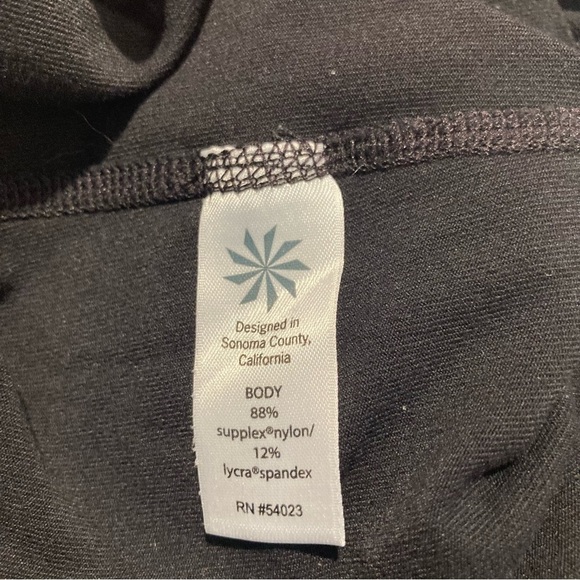 Designed in
Sonoma County,
California
BODY
88%
supplex®nylon/
12%
lycra®spandex
RN #54023